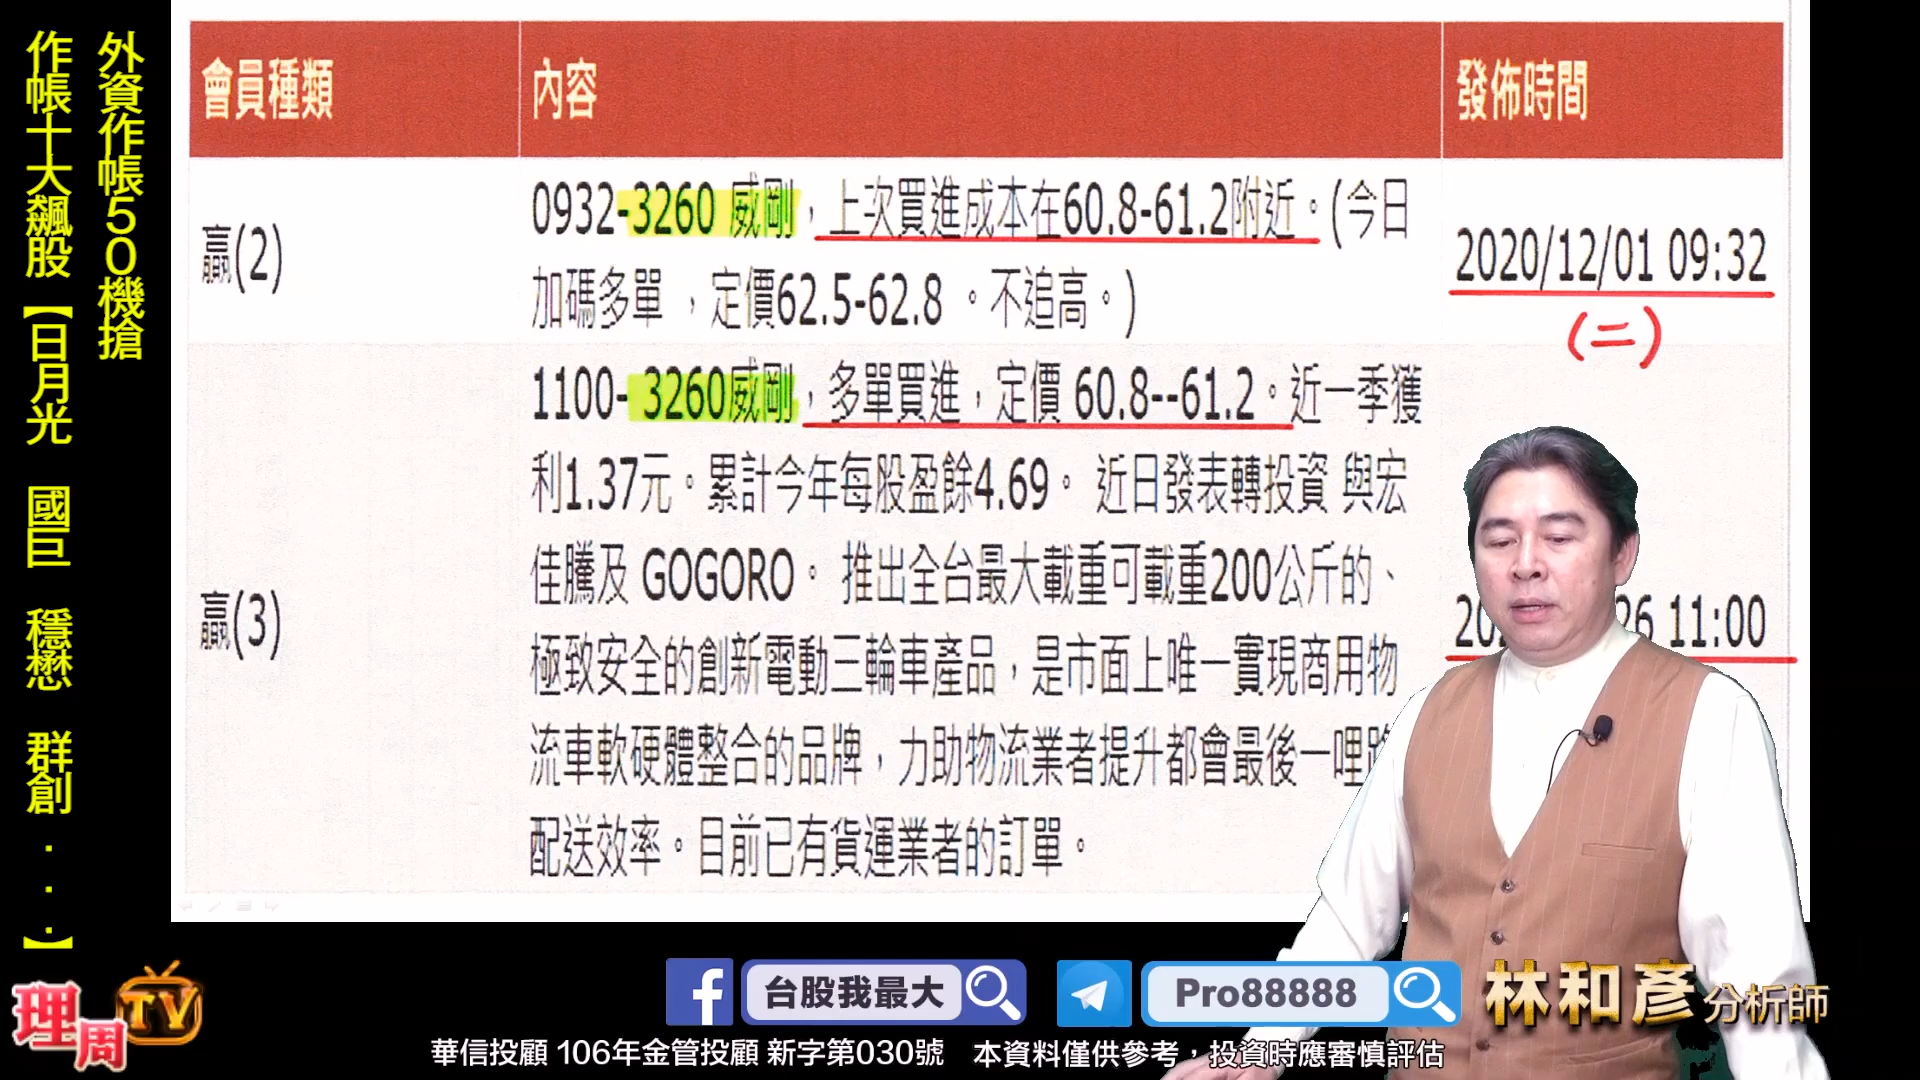 外資作帳50機搶
作帳十大飆股【日月光 國巨 穩懋 群創...】
會員種類
內容
發佈時間
贏(2)
0932-3260 威剛，上次買進成本在60.8-61.2附近。(今日
加碼多單 ，定價62.5-62.8 。不追高。)
2020/12/01 09:32
(二)
贏(3)
1100- 3260威剛，多單買進，定價 60.8--61.2。近一季獲
利1.37元。累計今年每股盈餘4.69。 近日發表轉投資 與宏
佳騰及 GOGORO。 推出全台最大載重可載重200公斤的、
極致安全的創新電動三輪車產品，是市面上唯一實現商用物
流車軟硬體整合的品牌，力助物流業者提升都會最後一哩
配送效率。目前已有貨運業者的訂單。
26 11:00
理周TV
f
台股我最大
Pro88888
林和彥 分析師
華信投顧 106年金管投顧 新字第030號 本資料僅供參考，投資時應審慎評估